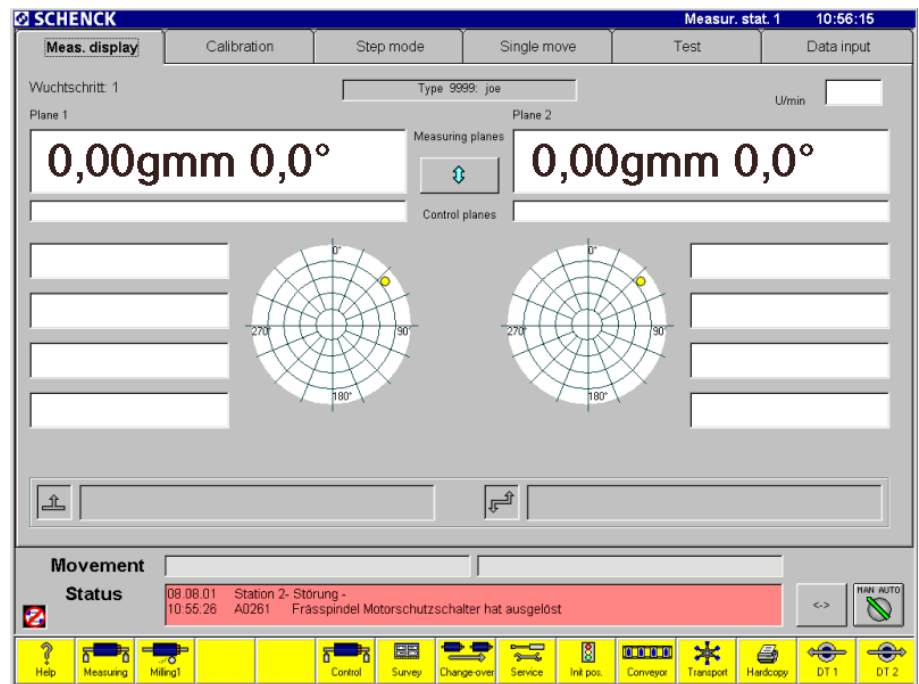 SCHENCK Measur. stat. 1 10:56:15
Meas. display Calibration Step mode Single move Test Data input
Wuchtschritt: 1 Type 9999: joe U/min
Plane 1 Plane 2
Measuring planes
0,00gmm 0,0° 0,00gmm 0,0°
Control planes
0° 0°
270° 90° 270° 90°
180° 180°
Movement
Status 08.08.01 Station 2- Störung -
10:55:26 A0261 Frässpindel Motorschutzschalter hat ausgelöst
<-> MAN AUTO
Help Measuring Milling1 Control Survey Change-over Service Init pos. Conveyor Transport Hardcopy DT 1 DT 2